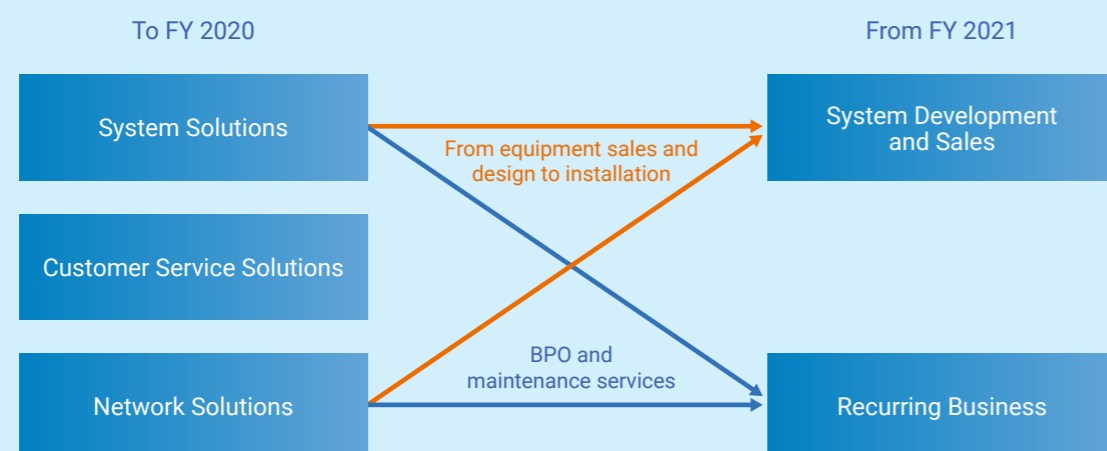 To FY 2020
From FY 2021
System Solutions
System Development
and Sales
From equipment sales and
design to installation
Customer Service Solutions
BPO and
maintenance services
Network Solutions
Recurring Business